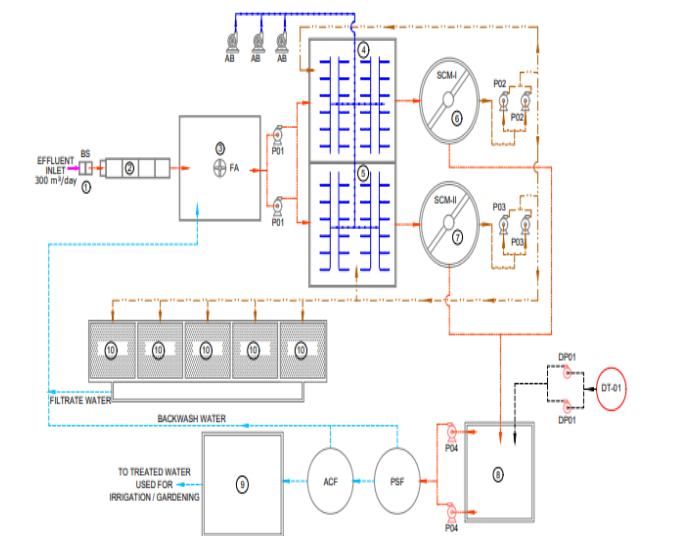 AB
AB
AB
4
SCM-I
P02
P02
6
BS
EFFLUENT
INLET
300 m³/day
1
2
3
FA
P01
P01
5
SCM-II
7
P03
P03
10
10
10
10
10
FILTRATE WATER
BACKWASH WATER
DP01
DT-01
DP01
P04
8
P04
TO TREATED WATER
USED FOR
IRRIGATION / GARDENING
9
ACF
PSF